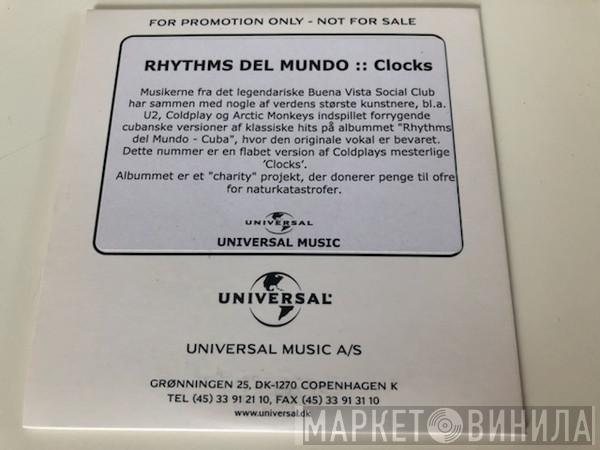 FOR PROMOTION ONLY - NOT FOR SALE
RHYTHMS DEL MUNDO :: Clocks
Musikerne fra det legendariske Buena Vista Social Club
har sammen med nogle af verdens største kunstnere, bl.a.
U2, Coldplay og Arctic Monkeys indspillet forrygende
cubanske versioner af klassiske hits på albummet "Rhythms
del Mundo - Cuba", hvor den originale vokal er bevaret.
Dette nummer er en flabet version af Coldplays mesterlige
'Clocks'.
Albummet er et "charity" projekt, der donerer penge til ofre
for naturkatastrofer.
UNIVERSAL
UNIVERSAL MUSIC
UNIVERSAL
UNIVERSAL MUSIC A/S
GRØNNINGEN 25, DK-1270 COPENHAGEN K
TEL (45) 33 91 21 10, FAX (45) 33 91 31 10
www.universal.dk
МАРКЕТ ВИНИЛА